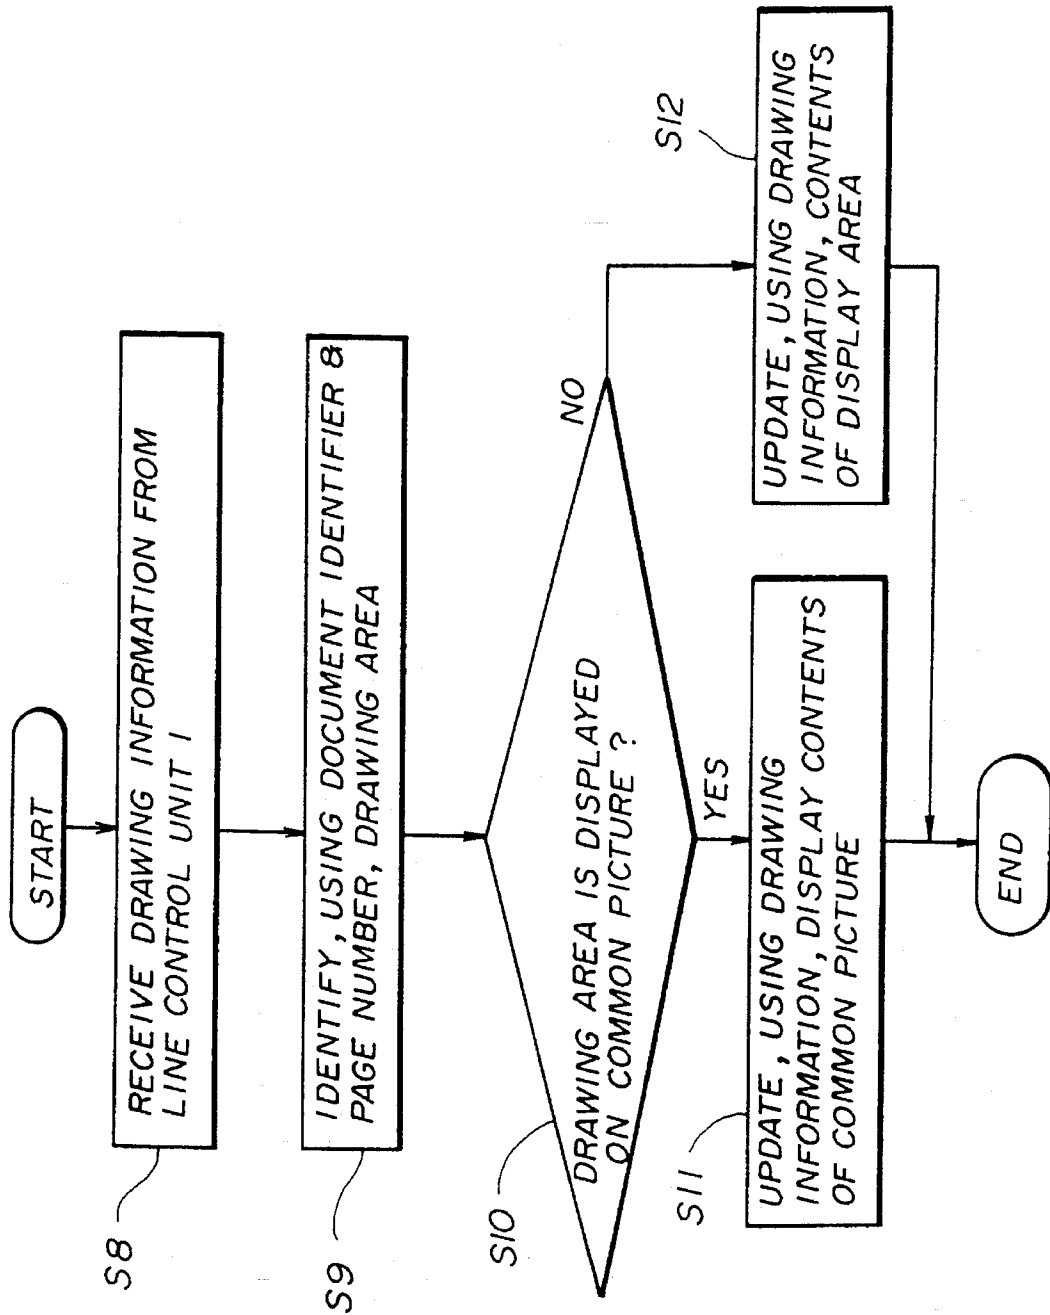 START
S8
RECEIVE DRAWING INFORMATION FROM
LINE CONTROL UNIT 1
S9
IDENTIFY, USING DOCUMENT IDENTIFIER &
PAGE NUMBER, DRAWING AREA
S10
DRAWING AREA IS DISPLAYED
ON COMMON PICTURE ?
NO
YES
S11
UPDATE, USING DRAWING
INFORMATION, DISPLAY CONTENTS
OF COMMON PICTURE
S12
UPDATE, USING DRAWING
INFORMATION, CONTENTS
OF DISPLAY AREA
END